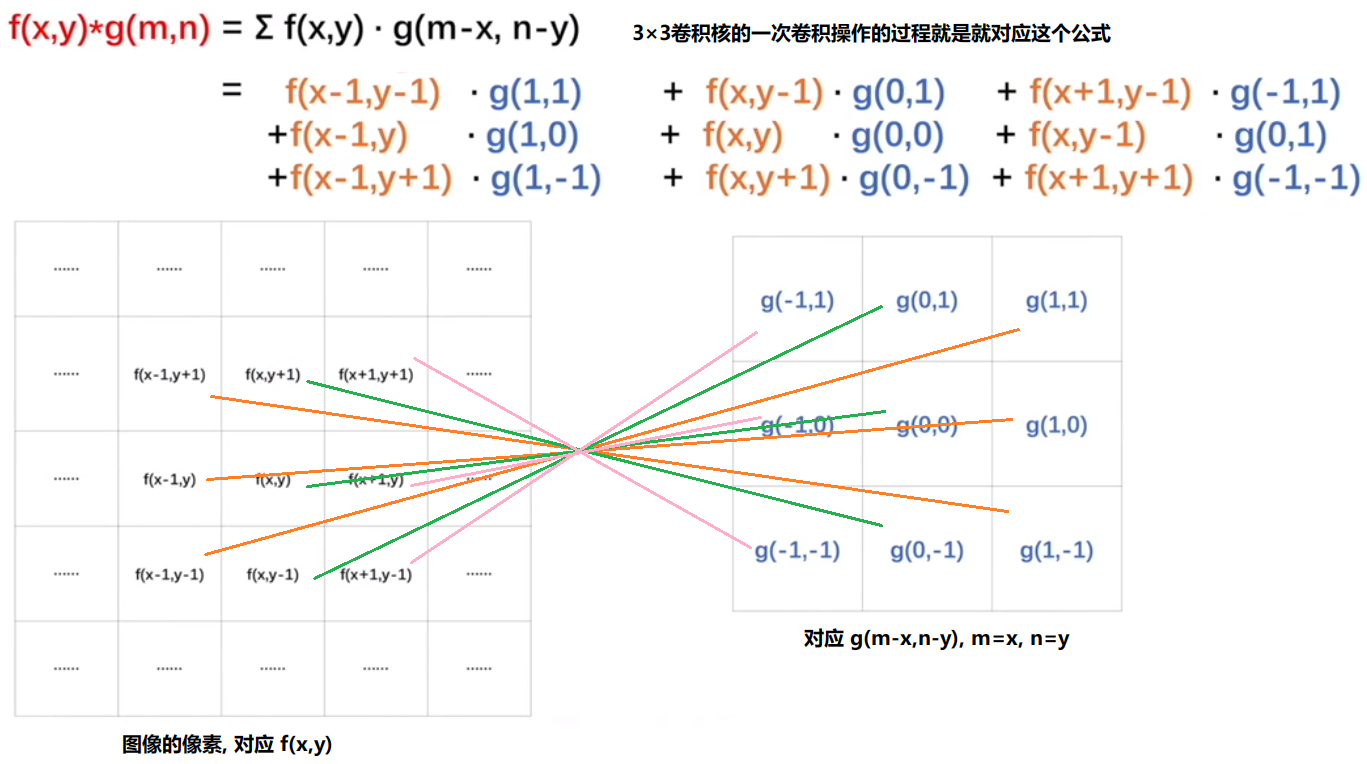 f(x,y)*g(m,n) = Σ f(x,y) · g(m-x, n-y)
3×3卷积核的一次卷积操作的过程就是就对应这个公式
= f(x-1,y-1) · g(1,1) + f(x,y-1) · g(0,1) + f(x+1,y-1) · g(-1,1)
+f(x-1,y) · g(1,0) + f(x,y) · g(0,0) + f(x,y-1) · g(0,1)
+f(x-1,y+1) · g(1,-1) + f(x,y+1) · g(0,-1) + f(x+1,y+1) · g(-1,-1)
...... ...... ...... ...... ......
...... f(x-1,y+1) f(x,y+1) f(x+1,y+1) ......
...... f(x-1,y) f(x,y) f(x+1,y) ......
...... f(x-1,y-1) f(x,y-1) f(x+1,y-1) ......
...... ...... ...... ...... ......
图像的像素, 对应 f(x,y)
g(-1,1) g(0,1) g(1,1)
g(-1,0) g(0,0) g(1,0)
g(-1,-1) g(0,-1) g(1,-1)
对应 g(m-x,n-y), m=x, n=y